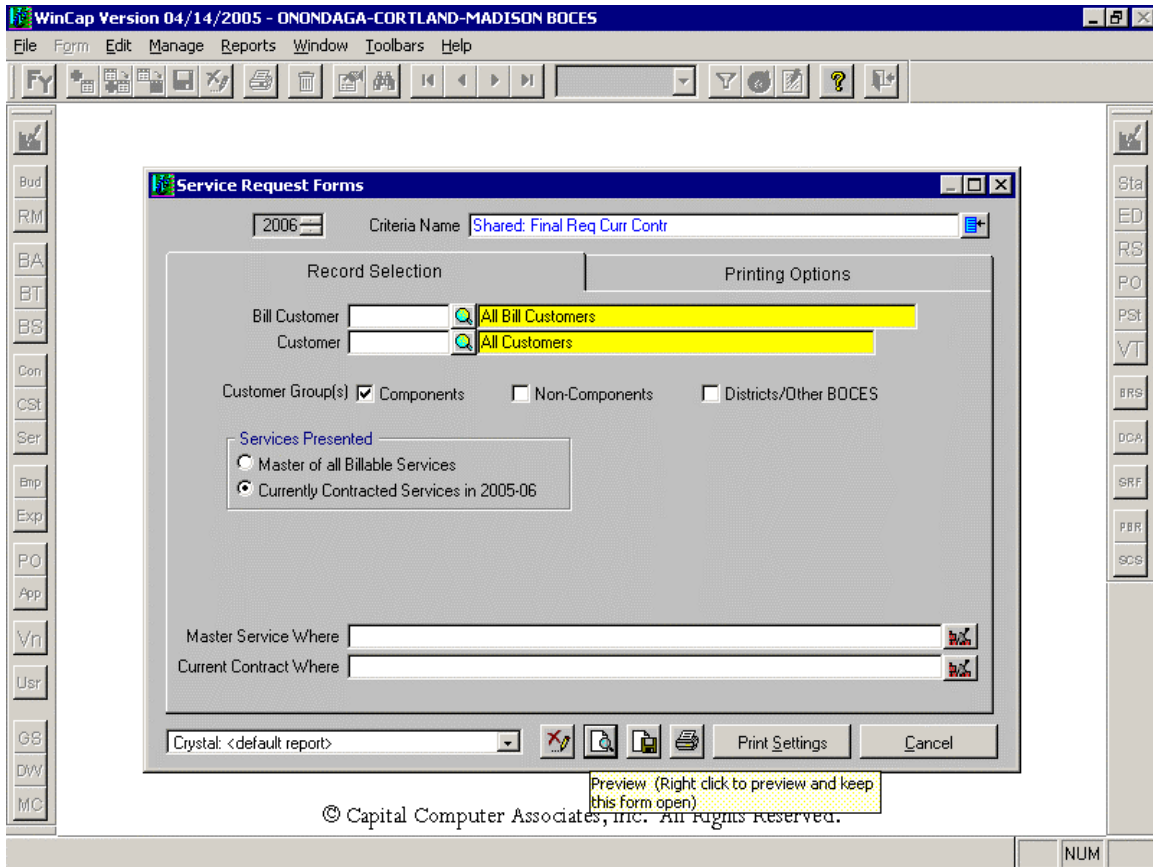 WinCap Version 04/14/2005 - ONONDAGA-CORTLAND-MADISON BOCES
File Form Edit Manage Reports Window Toolbars Help
Fy
Bud
RM
BA
BT
BS
Con
CSt
Ser
Emp
Exp
PO
App
Vn
Usr
GS
DW
MC
Service Request Forms
2006 Criteria Name Shared: Final Req Curr Contr
Record Selection Printing Options
Bill Customer All Bill Customers
Customer All Customers
Customer Group(s) Components Non-Components Districts/Other BOCES
Services Presented
Master of all Billable Services
Currently Contracted Services in 2005-06
Master Service Where
Current Contract Where
Crystal: <default report> Print Settings Cancel
Preview (Right click to preview and keep
this form open)
© Capital Computer Associates, Inc. All Rights Reserved.
Sta
ED
RS
PO
PSt
VT
BRS
DCA
SRF
PBR
SCS
NUM